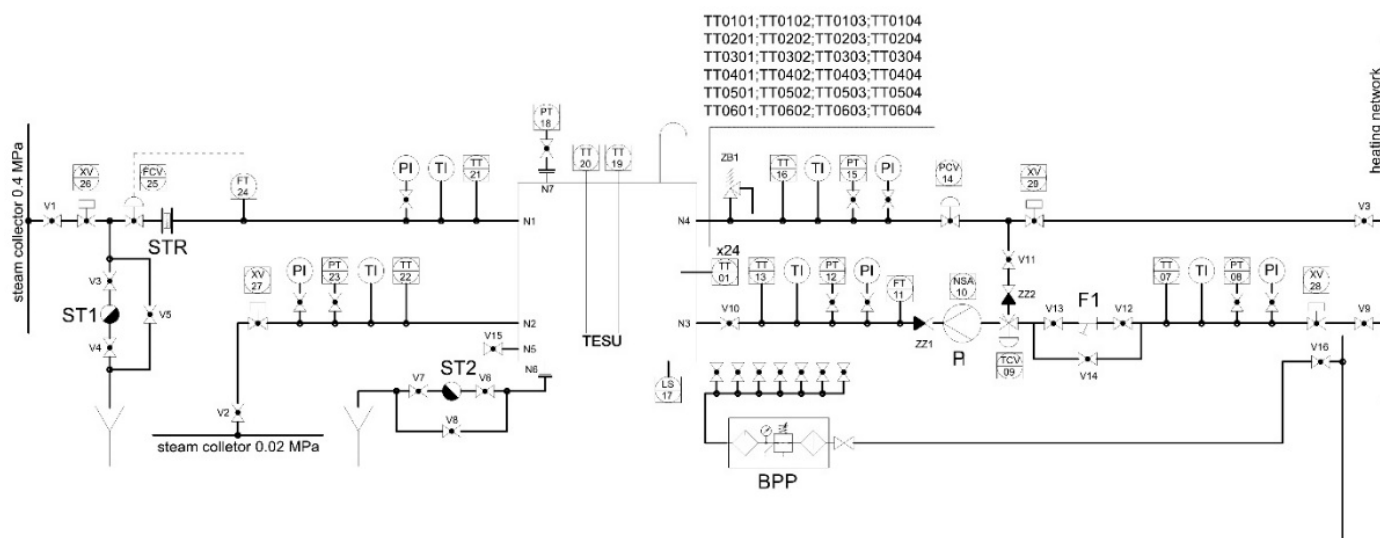 TT0101;TT0102;TT0103;TT0104
TT0201;TT0202;TT0203;TT0204
TT0301;TT0302;TT0303;TT0304
TT0401;TT0402;TT0403;TT0404
TT0501;TT0502;TT0503;TT0504
TT0601;TT0602;TT0603;TT0604
heating network
steam collector 0.4 MPa
PT
18
TT
20
TT
19
N7
ZB1
XV
26
FCV
25
FT
24
PI
TI
TT
21
TT
16
TI
PT
15
PI
PCV
14
XV
29
V1
STR
N1
N4
V3
V3
ST1
V4
V5
XV
27
PI
PT
23
TI
TT
22
x24
TT
01
TT
13
TI
PT
12
PI
FT
11
NSA
10
V11
ZZ2
V13
F1
V12
TT
07
TI
PT
08
PI
XV
28
N2
N3
V10
ZZ1
P
TCV
09
V14
V9
V15
N5
TESU
N6
V16
ST2
V7
V6
V8
LS
17
V2
steam colletor 0.02 MPa
BPP